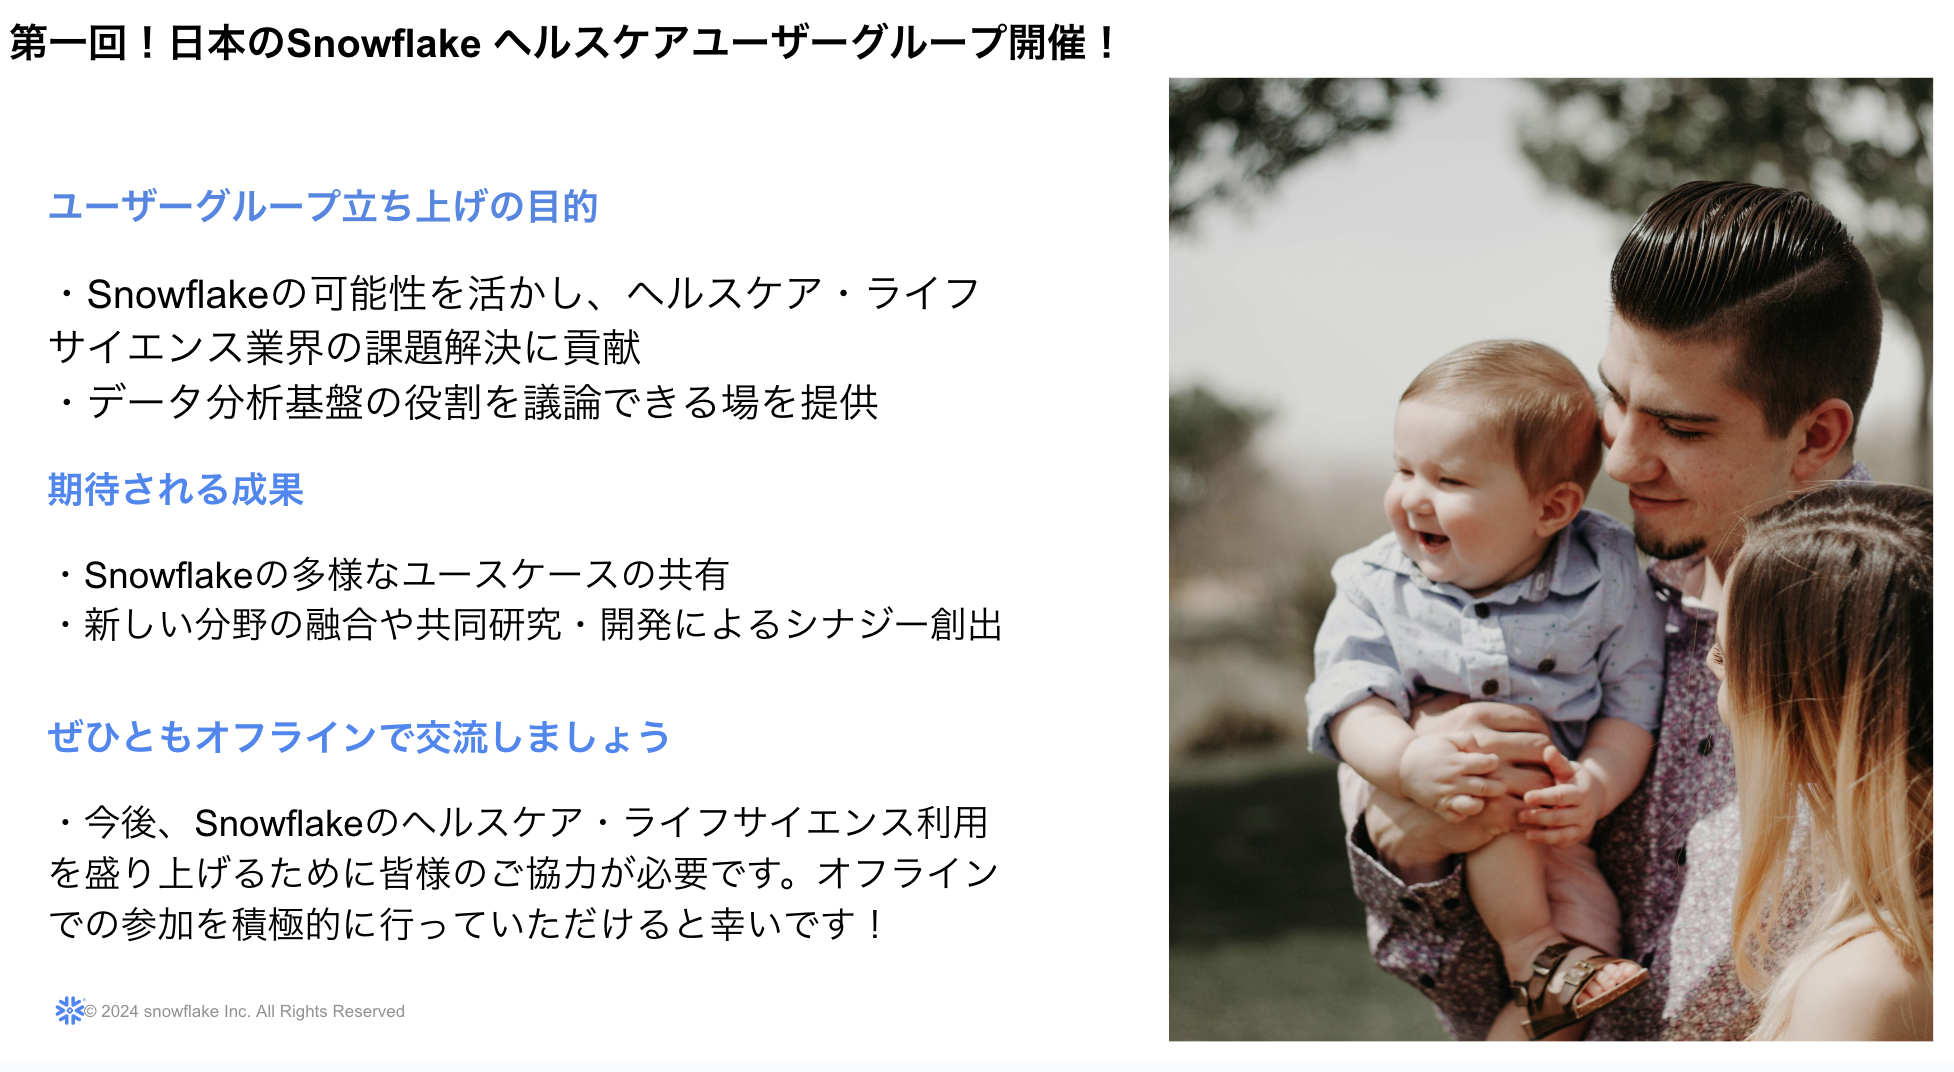 第一回！日本のSnowflake ヘルスケアユーザーグループ開催！
ユーザーグループ立ち上げの目的
・Snowflakeの可能性を活かし、ヘルスケア・ライフ
サイエンス業界の課題解決に貢献
・データ分析基盤の役割を議論できる場を提供
期待される成果
・Snowflakeの多様なユースケースの共有
・新しい分野の融合や共同研究・開発によるシナジー創出
ぜひともオフラインで交流しましょう
・今後、Snowflakeのヘルスケア・ライフサイエンス利用
を盛り上げるために皆様のご協力が必要です。オフライン
での参加を積極的に行っていただけると幸いです！
© 2024 snowflake Inc. All Rights Reserved